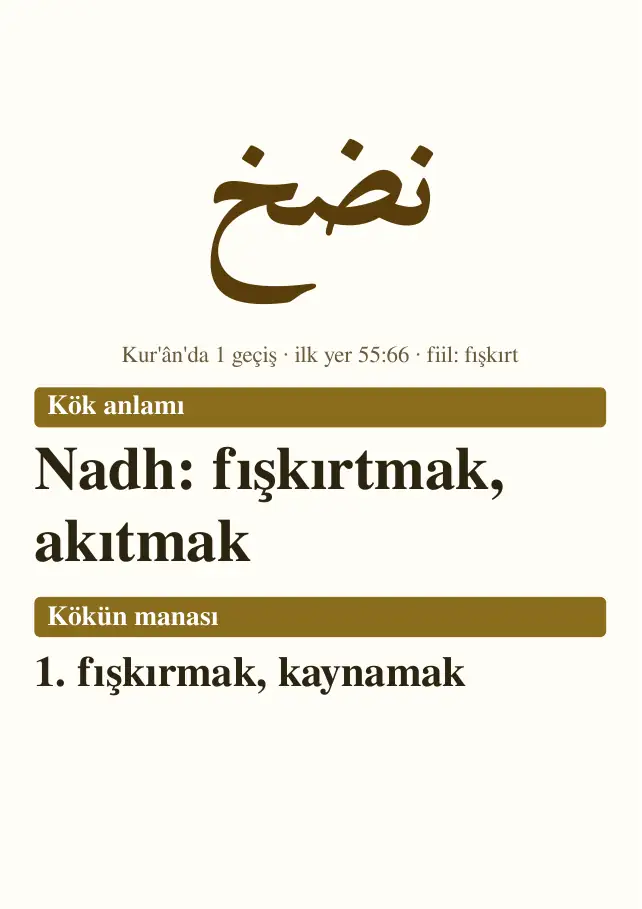 نضخ
Kur'ân'da 1 geçiş · ilk yer 55:66 · fiil: fışkırt
Kök anlamı
Nadh: fışkırtmak,
akıtmak
Kökün manası
1. fışkırmak, kaynamak